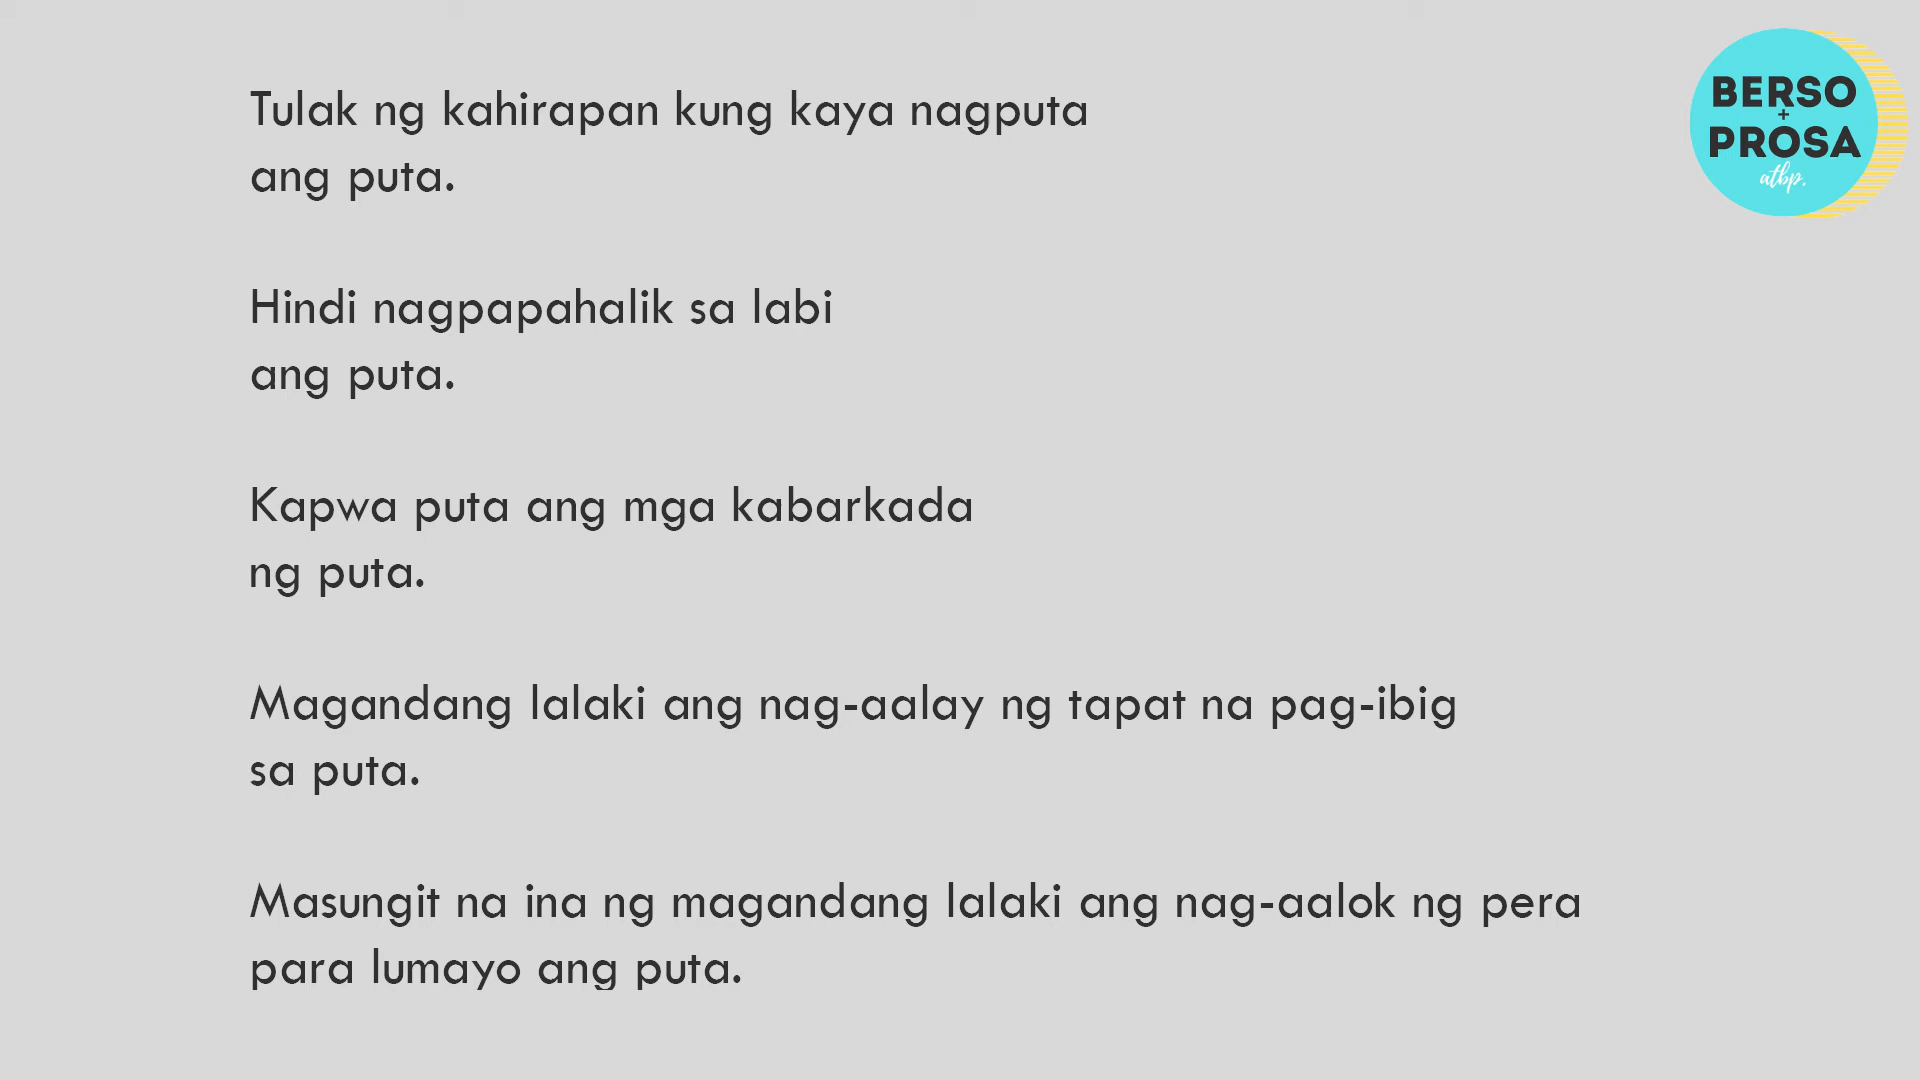 Tulak ng kahirapan kung kaya nagputa
ang puta.
Hindi nagpapahalik sa labi
ang puta.
Kapwa puta ang mga kabarkada
ng puta.
Magandang lalaki ang nag-aalay ng tapat na pag-ibig
sa puta.
Masungit na ina ng magandang lalaki ang nag-aalok ng pera
para lumayo ang puta.
BERSO
+
PROSA
atbp.